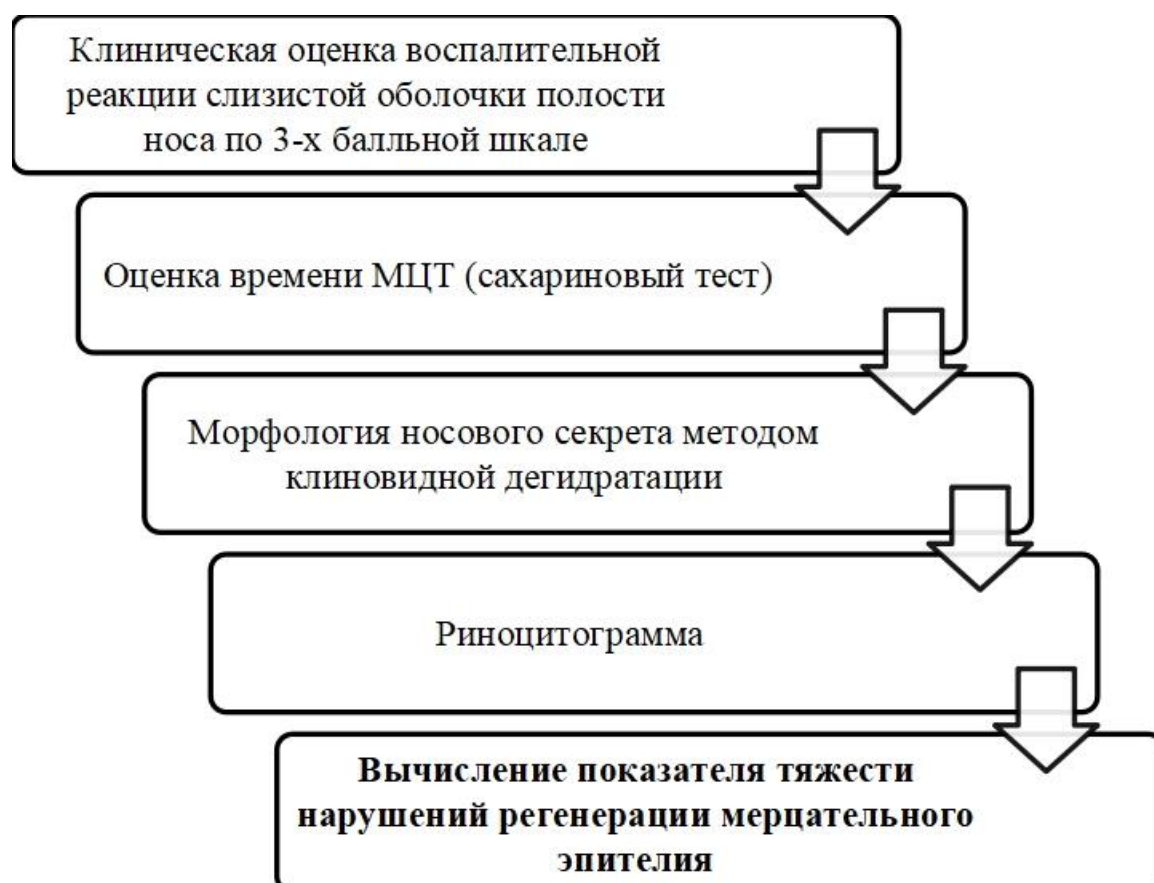 Клиническая оценка воспалительной
реакции слизистой оболочки полости
носа по 3-х балльной шкале
Оценка времени МЦТ (сахариновый тест)
Морфология носового секрета методом
клиновидной дегидратации
Риноцитограмма
Вычисление показателя тяжести
нарушений регенерации мерцательного
эпителия